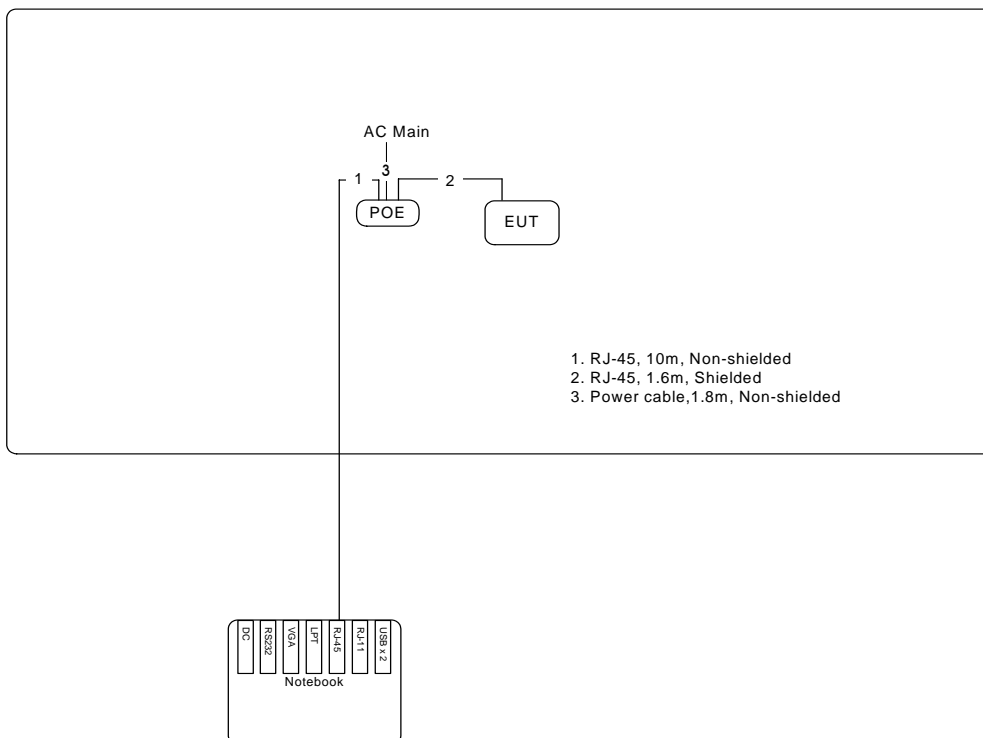 AC Main
3
1
2
POE
EUT
1. RJ-45, 10m, Non-shielded
2. RJ-45, 1.6m, Shielded
3. Power cable,1.8m, Non-shielded
DC
RS232
VGA
LPT
RJ-45
RJ-11
USB x 2
Notebook